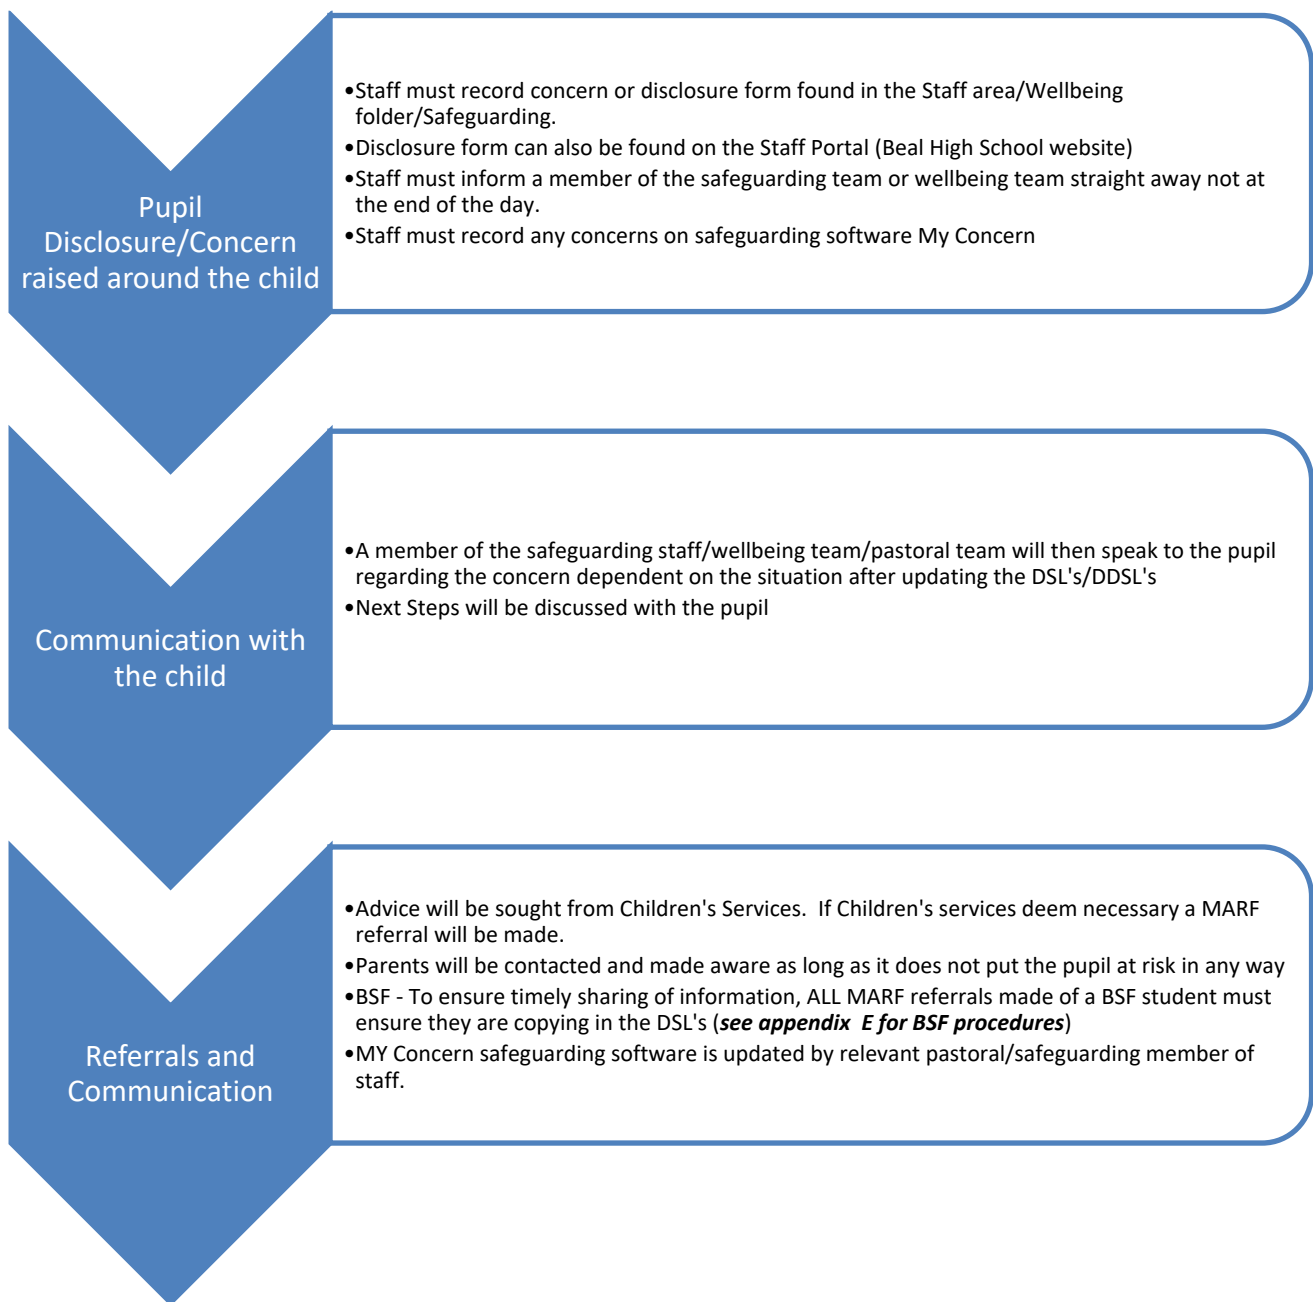 Pupil
Disclosure/Concern
raised around the child
•Staff must record concern or disclosure form found in the Staff area/Wellbeing
folder/Safeguarding.
•Disclosure form can also be found on the Staff Portal (Beal High School website)
•Staff must inform a member of the safeguarding team or wellbeing team straight away not at
the end of the day.
•Staff must record any concerns on safeguarding software My Concern
Communication with
the child
•A member of the safeguarding staff/wellbeing team/pastoral team will then speak to the pupil
regarding the concern dependent on the situation after updating the DSL's/DDSL's
•Next Steps will be discussed with the pupil
Referrals and
Communication
•Advice will be sought from Children's Services.  If Children's services deem necessary a MARF
referral will be made.
•Parents will be contacted and made aware as long as it does not put the pupil at risk in any way
•BSF - To ensure timely sharing of information, ALL MARF referrals made of a BSF student must
ensure they are copying in the DSL's (see appendix  E for BSF procedures)
•MY Concern safeguarding software is updated by relevant pastoral/safeguarding member of
staff.